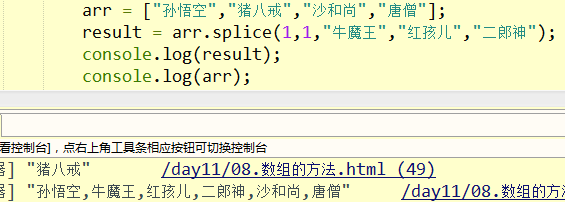 arr = ["孙悟空","猪八戒","沙和尚","唐僧"];
result = arr.splice(1,1,"牛魔王","红孩儿","二郎神");
console.log(result);
console.log(arr);
看控制台]，点右上角工具条相应按钮可切换控制台
器] "猪八戒" /day11/08.数组的方法.html (49)
器] "孙悟空,牛魔王,红孩儿,二郎神,沙和尚,唐僧" /day11/08.数组的方法